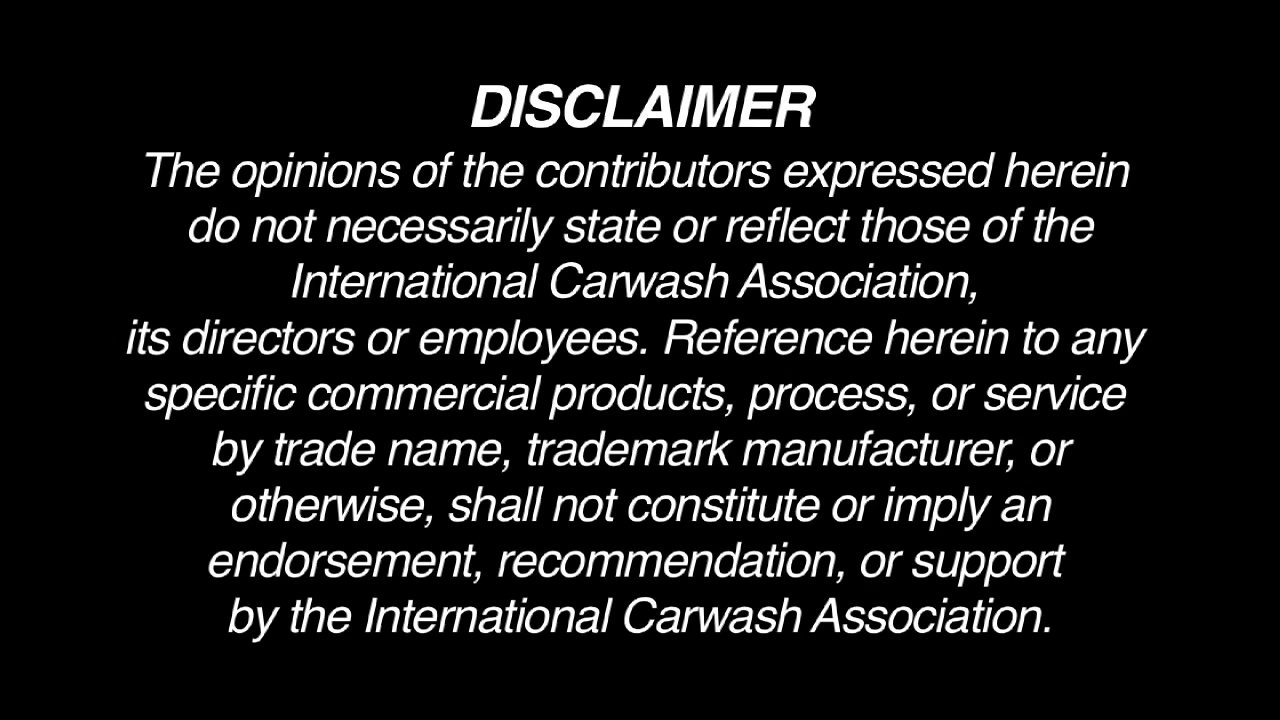 DISCLAIMER
The opinions of the contributors expressed herein
do not necessarily state or reflect those of the
International Carwash Association,
its directors or employees. Reference herein to any
specific commercial products, process, or service
by trade name, trademark manufacturer, or
otherwise, shall not constitute or imply an
endorsement, recommendation, or support
by the International Carwash Association.